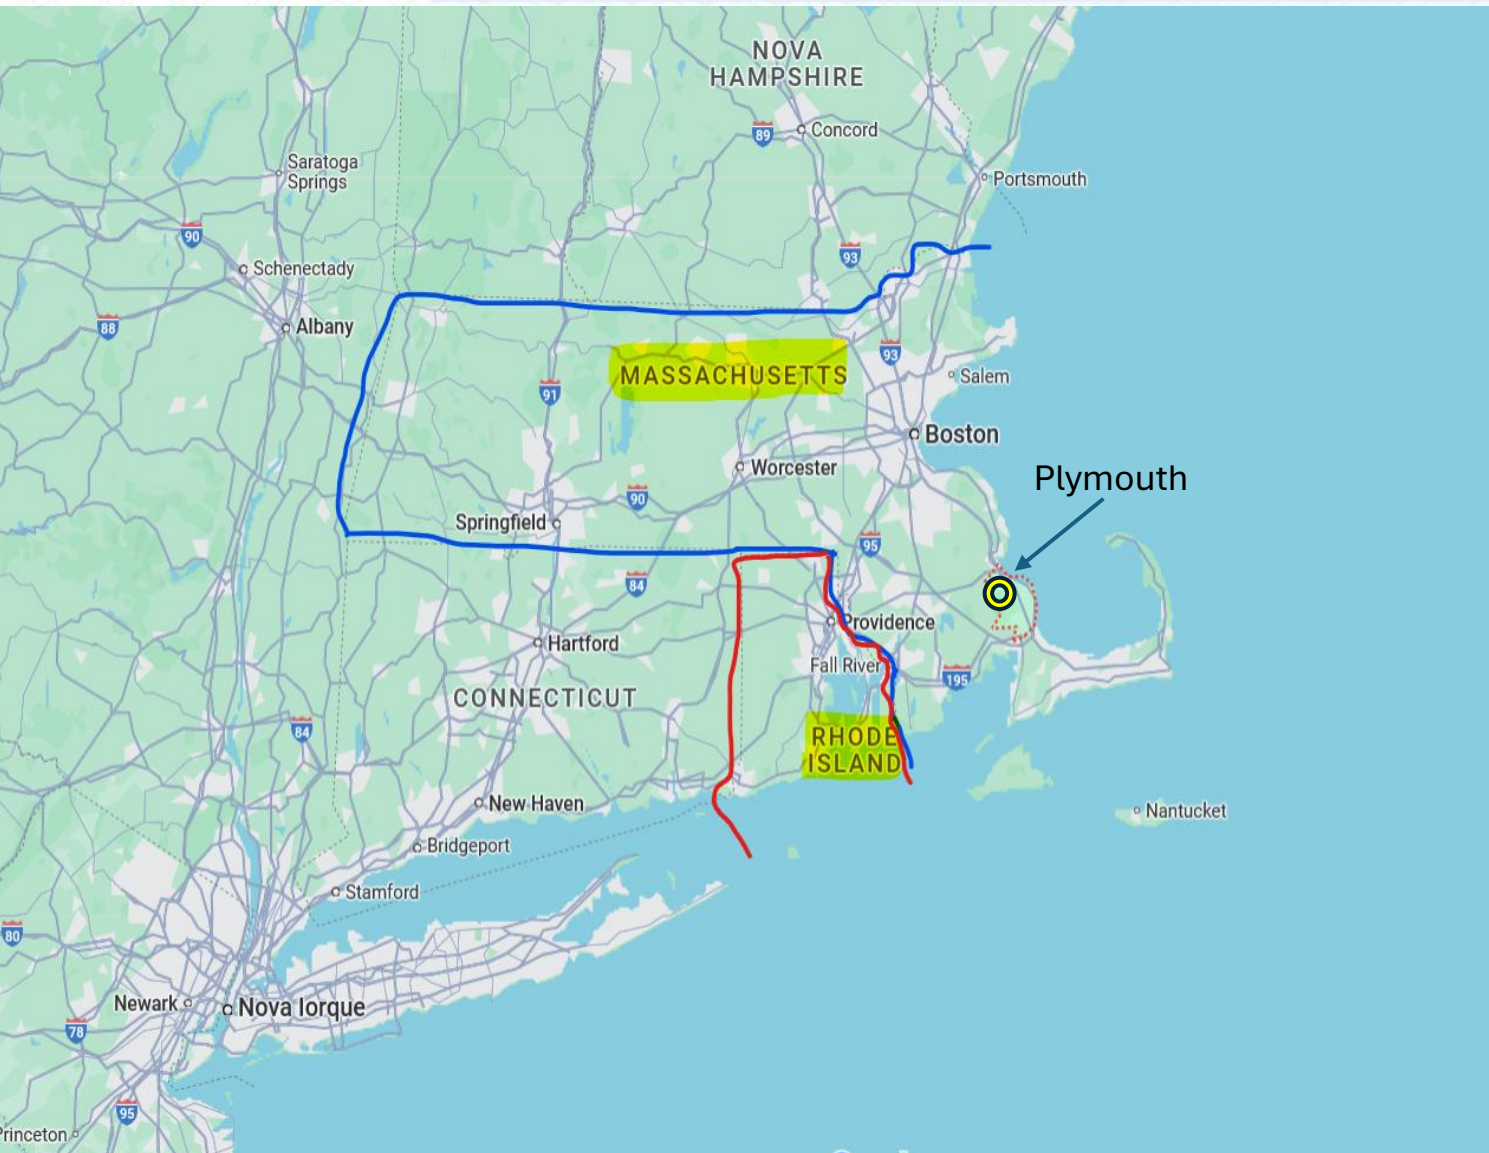 NOVA
HAMPSHIRE
89
Concord
Saratoga
Springs
Portsmouth
90
93
Schenectady
88
Albany
93
MASSACHUSETTS
Salem
91
Boston
Worcester
Plymouth
90
Springfield
95
84
Providence
Hartford
Fall River
195
CONNECTICUT
84
RHODE
ISLAND
New Haven
Nantucket
Bridgeport
Stamford
80
Newark
Nova Iorque
78
95
Princeton